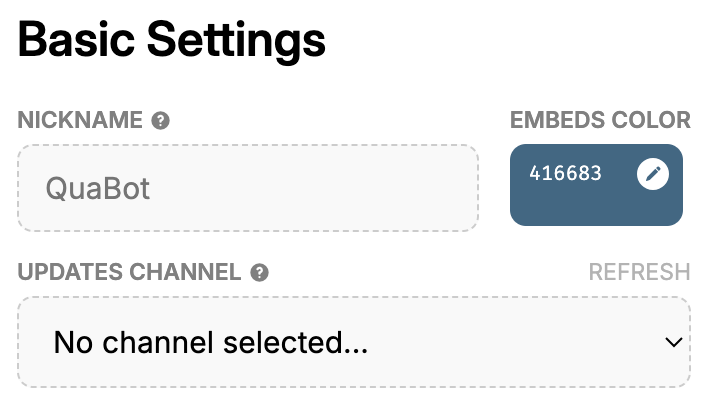 Basic Settings
NICKNAME ?
EMBEDS COLOR
QuaBot
416683
UPDATES CHANNEL ?
REFRESH
No channel selected...